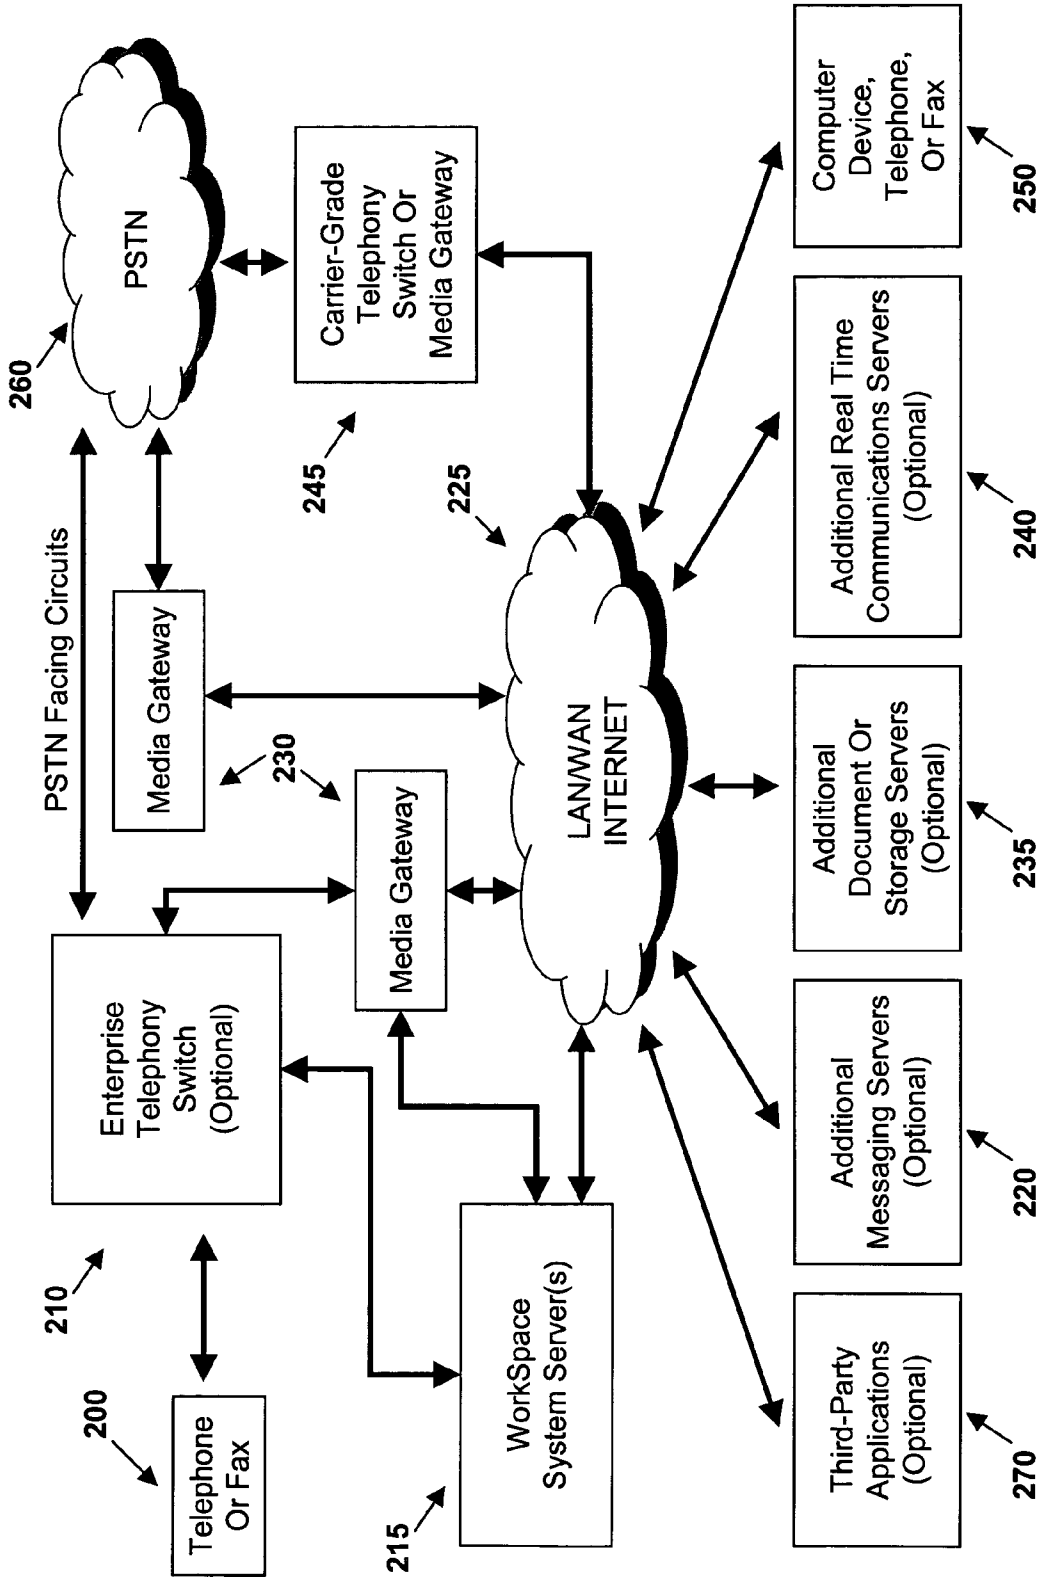 200
Telephone
Or Fax
210
Enterprise
Telephony
Switch
(Optional)
PSTN Facing Circuits
Media Gateway
260
PSTN
230
Media Gateway
245
Carrier-Grade
Telephony
Switch Or
Media Gateway
215
WorkSpace
System Server(s)
225
LAN/WAN
INTERNET
Third-Party
Applications
(Optional)
270
Additional
Messaging Servers
(Optional)
220
Additional
Document Or
Storage Servers
(Optional)
235
Additional Real Time
Communications Servers
(Optional)
240
Computer
Device,
Telephone,
Or Fax
250